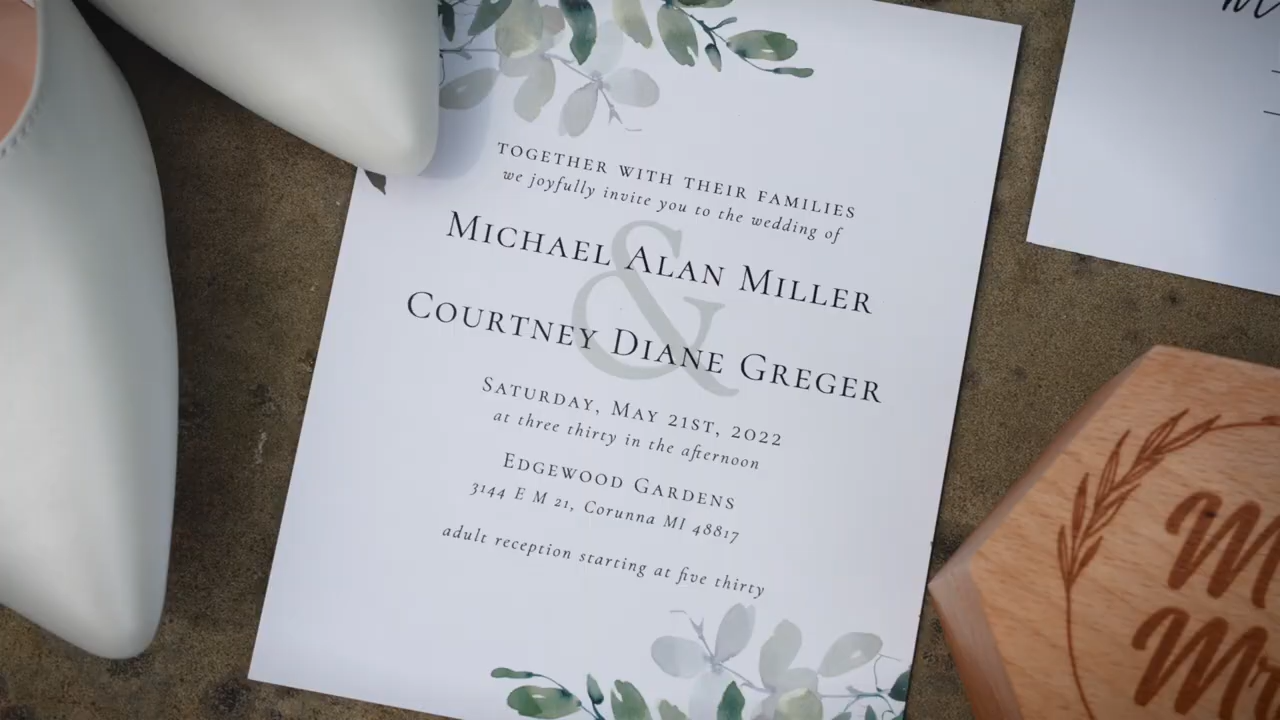 TOGETHER WITH THEIR FAMILIES
we joyfully invite you to the wedding of
MICHAEL ALAN MILLER
&
COURTNEY DIANE GREGER
SATURDAY, MAY 21ST, 2022
at three thirty in the afternoon
EDGEWOOD GARDENS
3144 E M 21, Corunna MI 48817
adult reception starting at five thirty